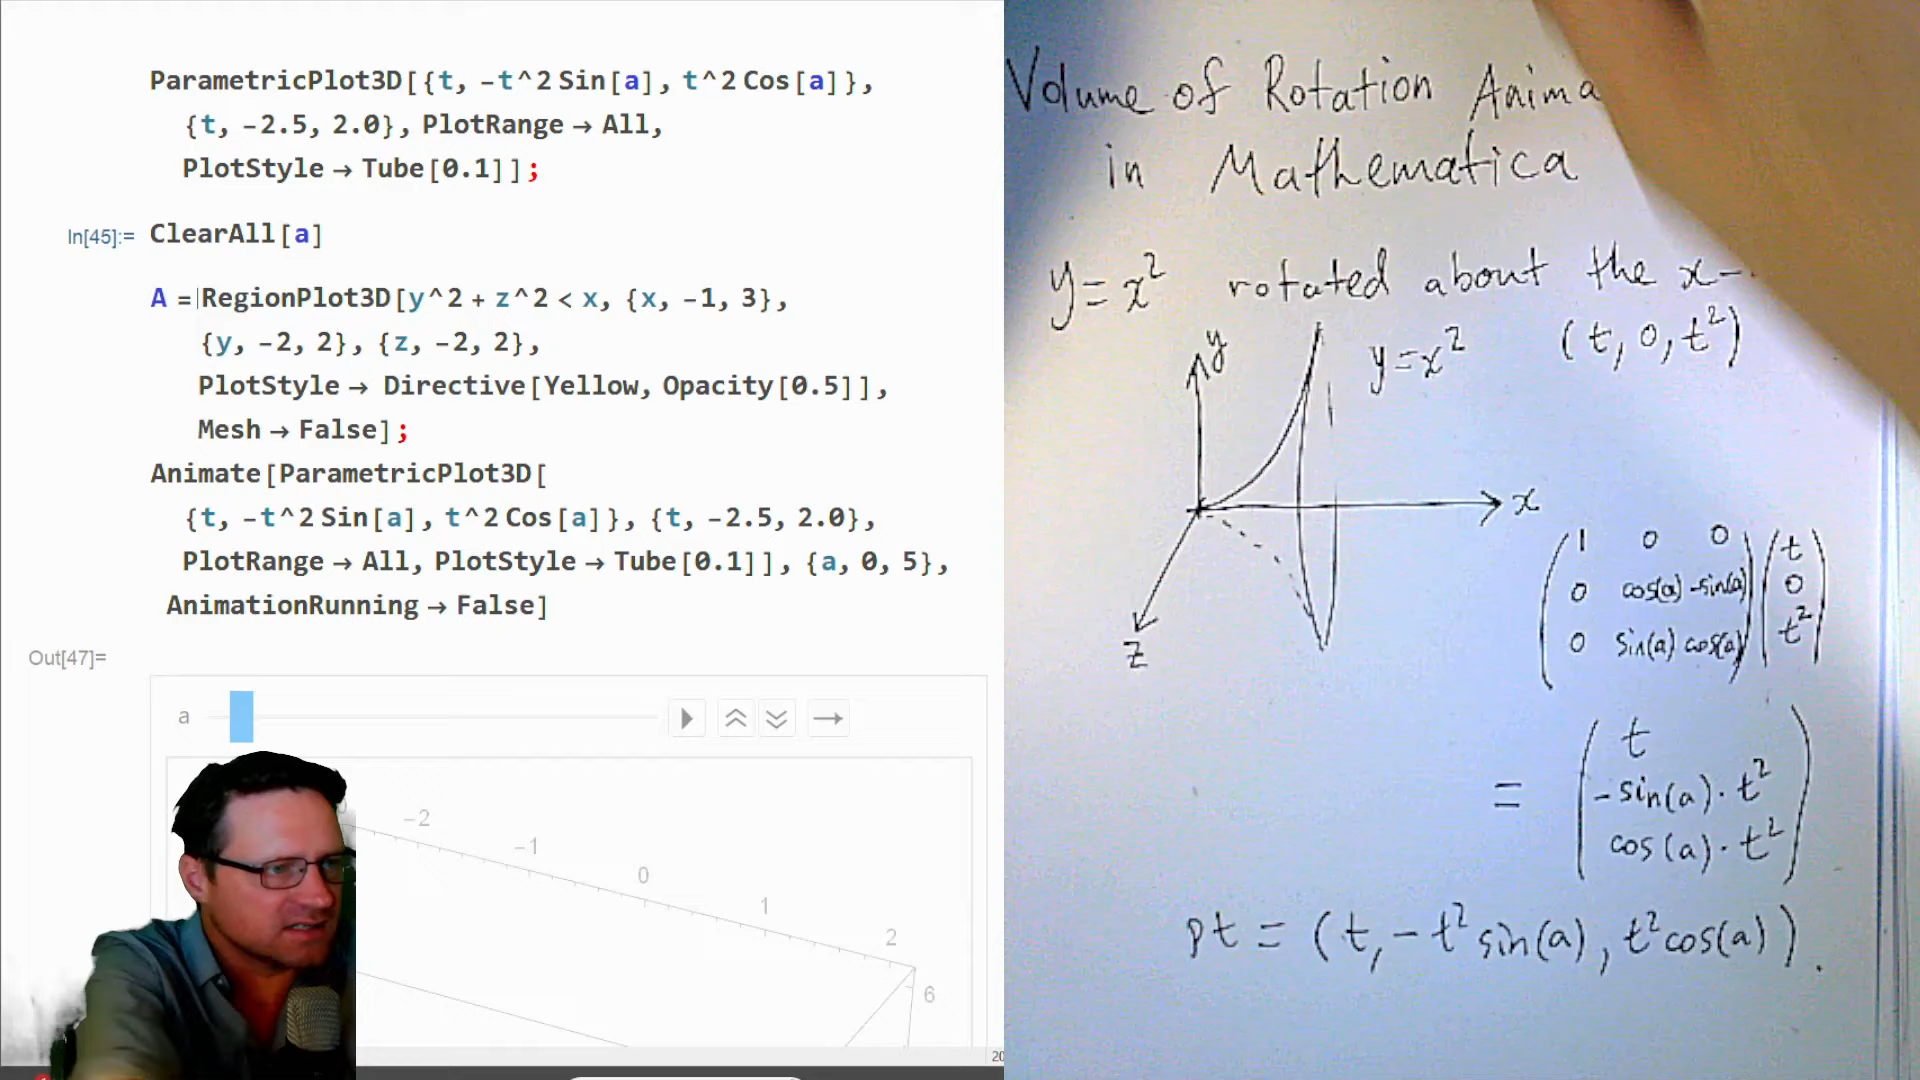 ParametricPlot3D[{t, -t^2 Sin[a], t^2 Cos[a]},
{t, -2.5, 2.0}, PlotRange → All,
PlotStyle → Tube[0.1]];
In[45]:= ClearAll[a]
A = RegionPlot3D[y^2 + z^2 < x, {x, -1, 3},
{y, -2, 2}, {z, -2, 2},
PlotStyle → Directive[Yellow, Opacity[0.5]],
Mesh → False];
Animate[ParametricPlot3D[
{t, -t^2 Sin[a], t^2 Cos[a]}, {t, -2.5, 2.0},
PlotRange → All, PlotStyle → Tube[0.1]], {a, 0, 5},
AnimationRunning → False]
Out[47]=
a
-2
-1
0
1
2
6
20
Volume of Rotation Anima
in Mathematica
y=x² rotated about the x-
y
y=x²
(t, 0, t²)
x
z
1 0 0 t
0 cos(a) -sin(a) 0
0 sin(a) cos(a) t²
t
= -sin(a)·t²
cos(a)·t²
pt = (t, -t² sin(a), t² cos(a)).